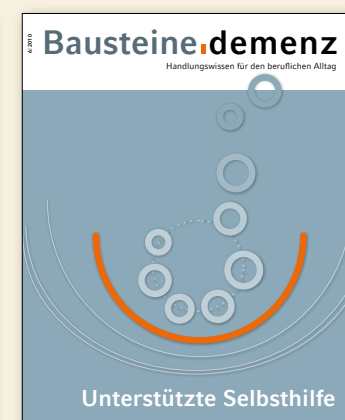 6/2010
Bausteine.demenz
Handlungswissen für den beruflichen Alltag
Unterstützte Selbsthilfe